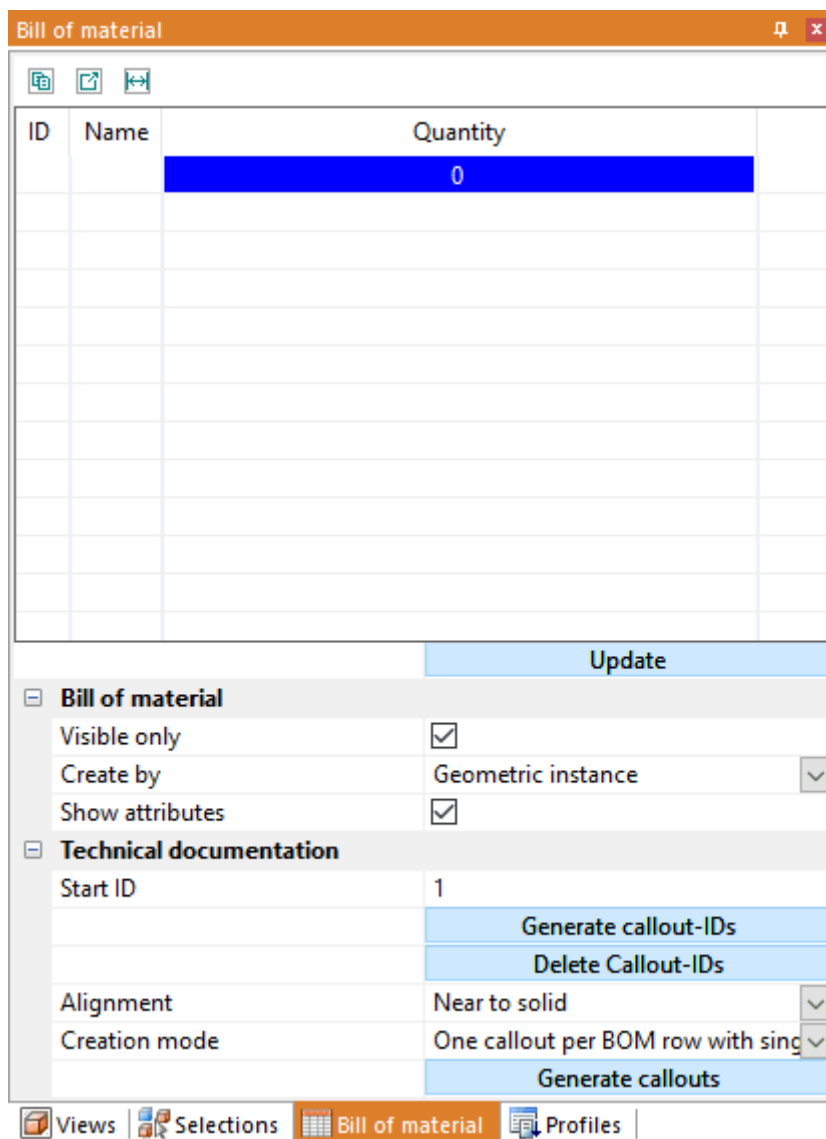 Bill of material
ID Name Quantity
0
Update
Bill of material
Visible only
Create by Geometric instance
Show attributes
Technical documentation
Start ID 1
Generate callout-IDs
Delete Callout-IDs
Alignment Near to solid
Creation mode One callout per BOM row with sing
Generate callouts
Views Selections Bill of material Profiles